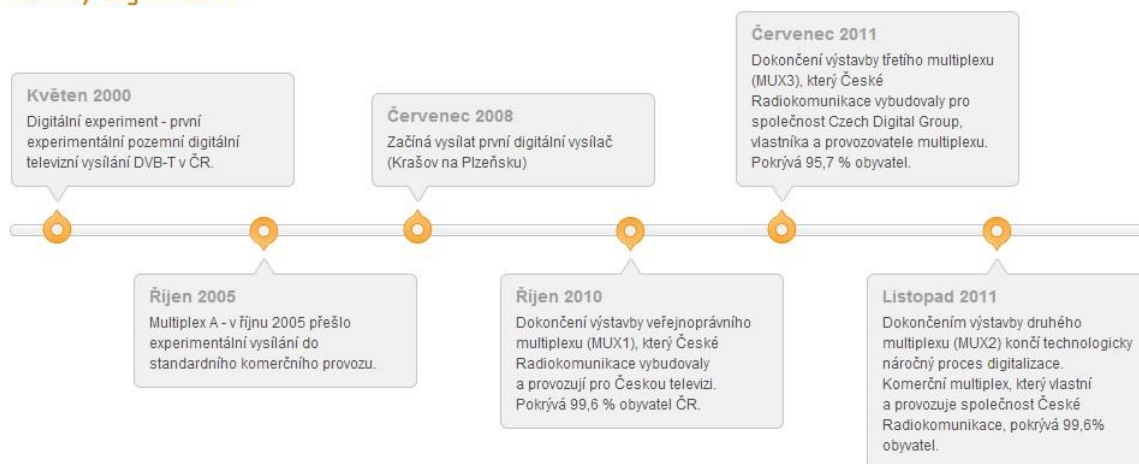 Květen 2000
Digitální experiment - první
experimentální pozemní digitální
televizní vysílání DVB-T v ČR.
Říjen 2005
Multiplex A - v říjnu 2005 přešlo
experimentální vysílání do
standardního komerčního provozu.
Červenec 2008
Začíná vysílat první digitální vysílač
(Krašov na Plzeňsku)
Říjen 2010
Dokončení výstavby veřejnoprávního
multiplexu (MUX1), který České
Radiokomunikace vybudovaly
a provozují pro Českou televizi.
Pokrývá 99,6 % obyvatel ČR.
Červenec 2011
Dokončení výstavby třetího multiplexu
(MUX3), který České
Radiokomunikace vybudovaly pro
společnost Czech Digital Group,
vlastníka a provozovatele multiplexu.
Pokrývá 95,7 % obyvatel.
Listopad 2011
Dokončením výstavby druhého
multiplexu (MUX2) končí technologicky
náročný proces digitalizace.
Komerční multiplex, který vlastní
a provozuje společnost České
Radiokomunikace, pokrývá 99,6%
obyvatel.